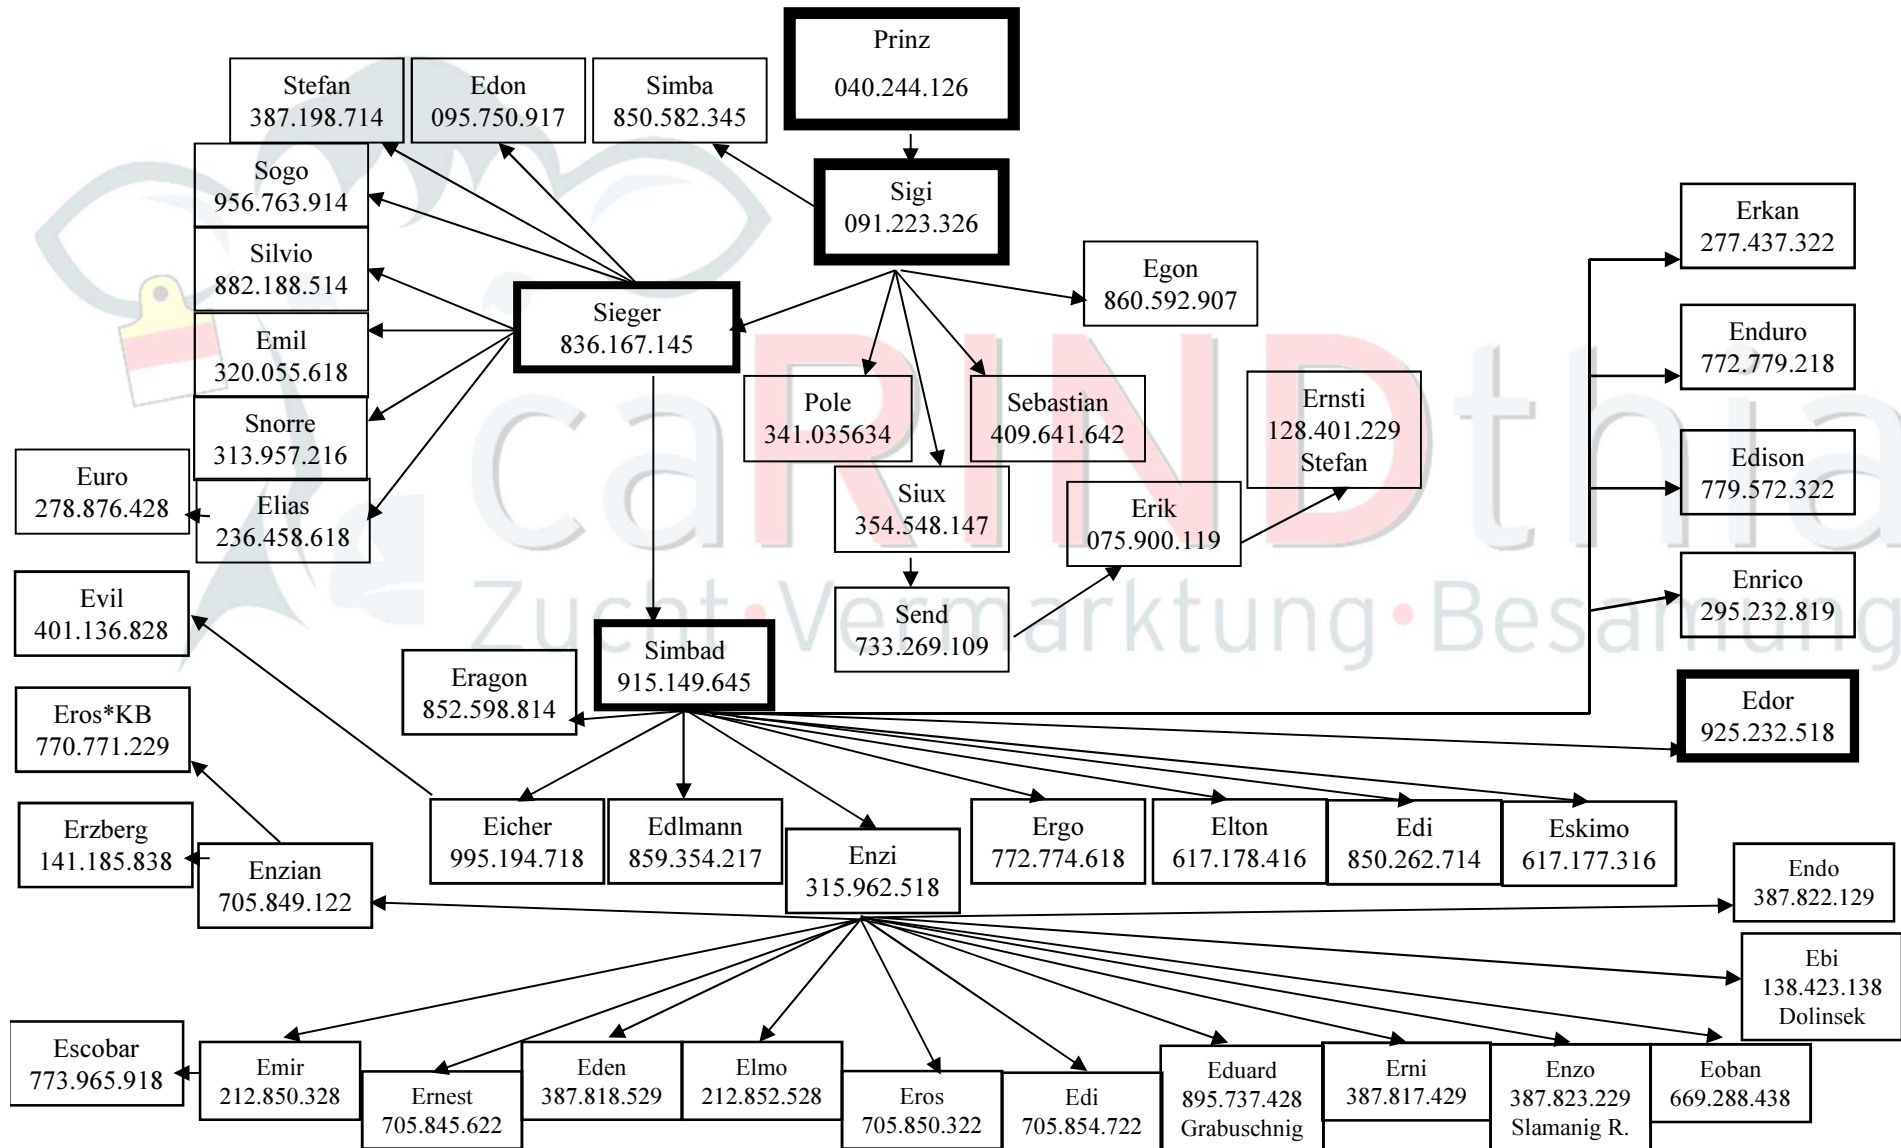 Prinz
040.244.126
Stefan
387.198.714
Edon
095.750.917
Simba
850.582.345
Sogo
956.763.914
Sigi
091.223.326
Erkan
277.437.322
Silvio
882.188.514
Egon
860.592.907
Sieger
836.167.145
Emil
320.055.618
Enduro
772.779.218
Pole
341.035634
Sebastian
409.641.642
Ernsti
128.401.229
Stefan
Snorre
313.957.216
Edison
779.572.322
Euro
278.876.428
Elias
236.458.618
Siux
354.548.147
Erik
075.900.119
caRINDthia
Zucht•Vermarktung•Besamung
Evil
401.136.828
Send
733.269.109
Enrico
295.232.819
Simbad
915.149.645
Eragon
852.598.814
Edor
925.232.518
Eros*KB
770.771.229
Erzberg
141.185.838
Eicher
995.194.718
Edlmann
859.354.217
Enzi
315.962.518
Ergo
772.774.618
Elton
617.178.416
Edi
850.262.714
Eskimo
617.177.316
Enzian
705.849.122
Endo
387.822.129
Ebi
138.423.138
Dolinsek
Escobar
773.965.918
Emir
212.850.328
Ernest
705.845.622
Eden
387.818.529
Elmo
212.852.528
Eros
705.850.322
Edi
705.854.722
Eduard
895.737.428
Grabuschnig
Erni
387.817.429
Enzo
387.823.229
Slamanig R.
Eoban
669.288.438